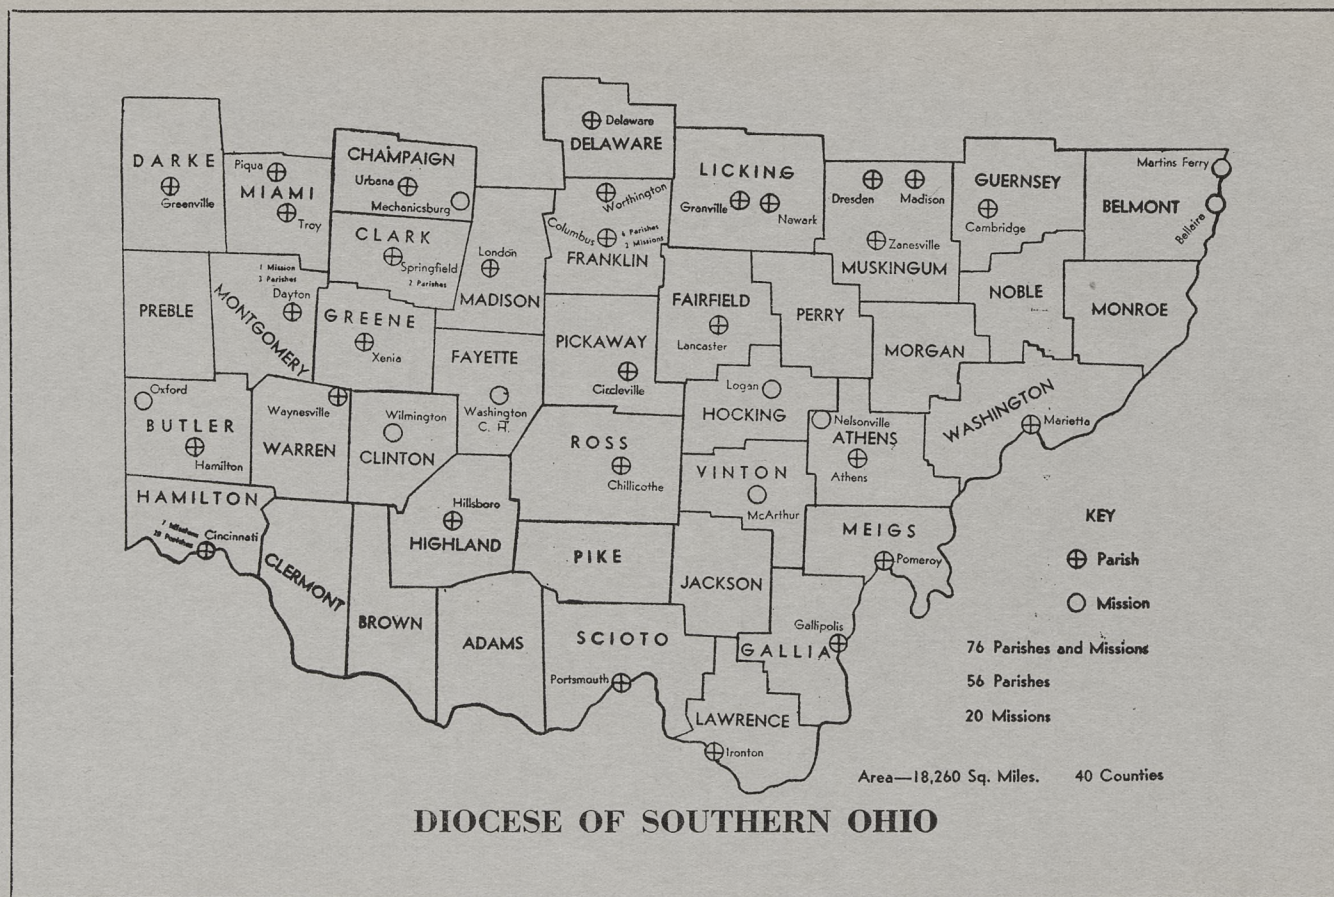 Delaware
DELAWARE
DARKE
Greenville
Piqua
MIAMI
Troy
CHAMPAIGN
Urbana
Mechanicsburg
LICKING
Granville
Newark
Dresden
Madison
Zanesville
MUSKINGUM
GUERNSEY
Cambridge
Martins Ferry
BELMONT
Bellaire
Worthington
Columbus
6 Parishes
2 Missions
FRANKLIN
CLARK
Springfield
2 Parishes
London
MADISON
1 Mission
3 Parishes
Dayton
MONTGOMERY
PREBLE
GREENE
Xenia
FAYETTE
Washington
C. H.
PICKAWAY
Circleville
FAIRFIELD
Lancaster
PERRY
MORGAN
NOBLE
MONROE
Oxford
BUTLER
Hamilton
Waynesville
WARREN
Wilmington
CLINTON
ROSS
Chillicothe
Logan
HOCKING
Nelsonville
ATHENS
Athens
WASHINGTON
Marietta
VINTON
McArthur
HAMILTON
7 Missions
Cincinnati
CLERMONT
Hillsboro
HIGHLAND
PIKE
JACKSON
MEIGS
Pomeroy
BROWN
ADAMS
SCIOTO
Portsmouth
Gallipolis
GALLIA
LAWRENCE
Ironton
KEY
Parish
Mission
76 Parishes and Missions
56 Parishes
20 Missions
Area—18,260 Sq. Miles. 40 Counties
DIOCESE OF SOUTHERN OHIO